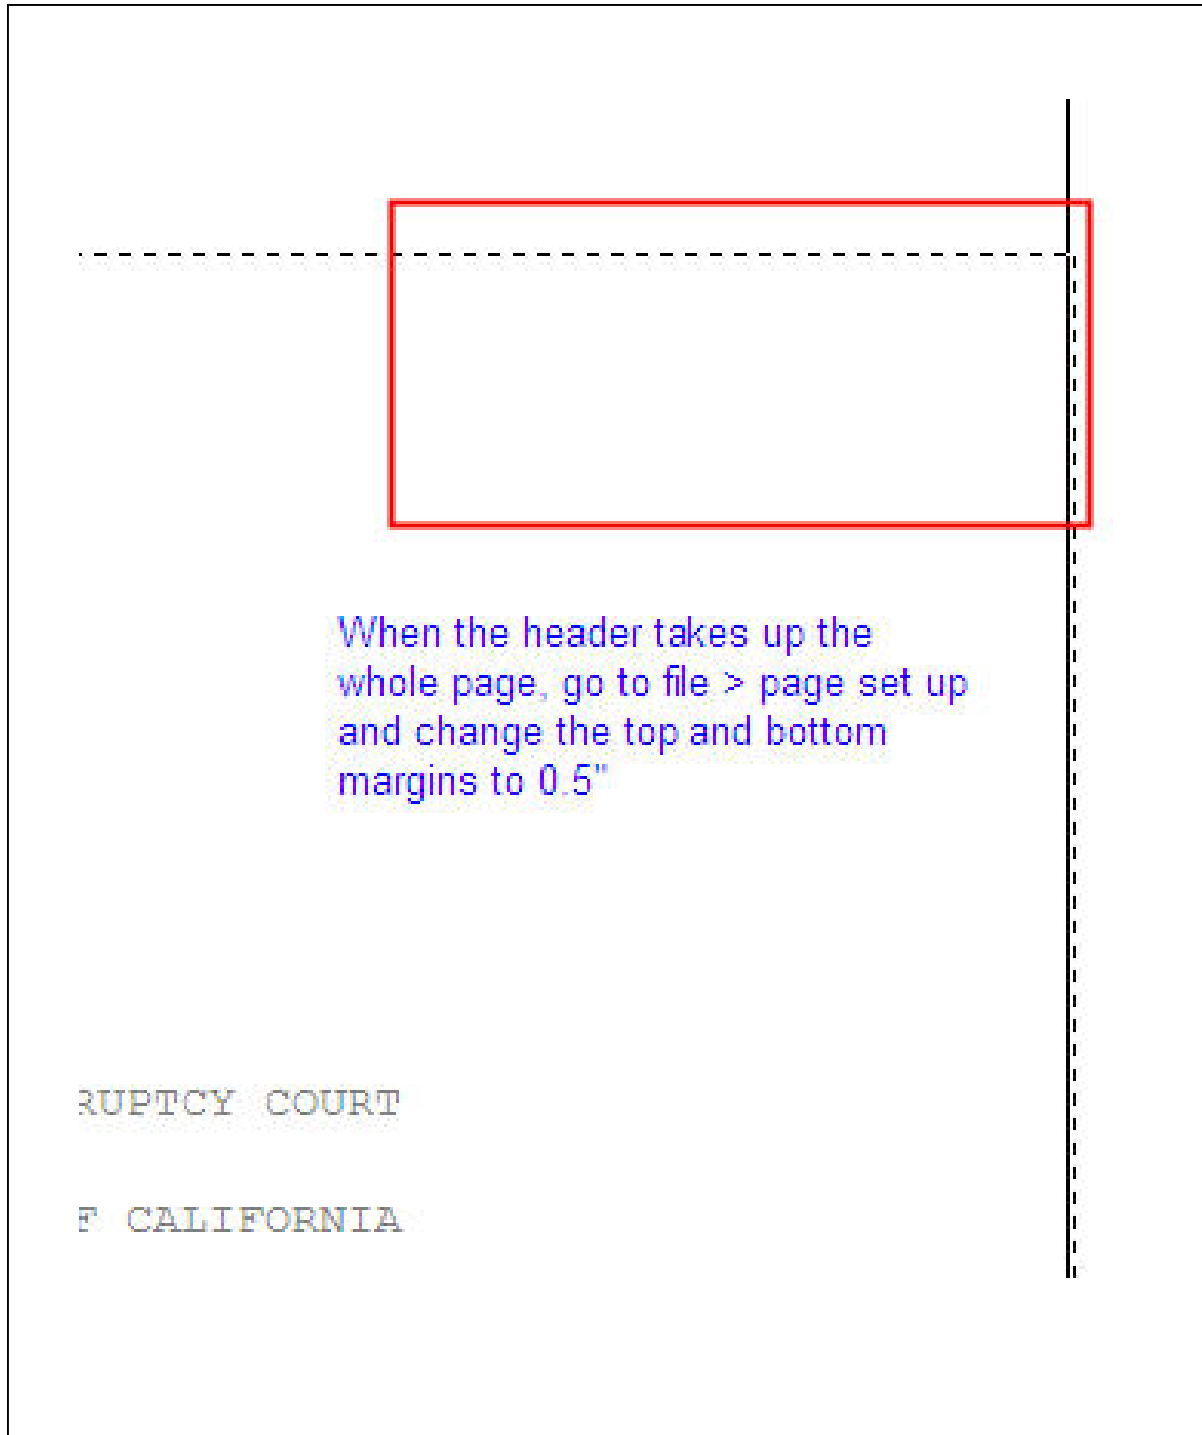 When the header takes up the
whole page, go to file > page set up
and change the top and bottom
margins to 0.5"
RUPTCY COURT
F CALIFORNIA